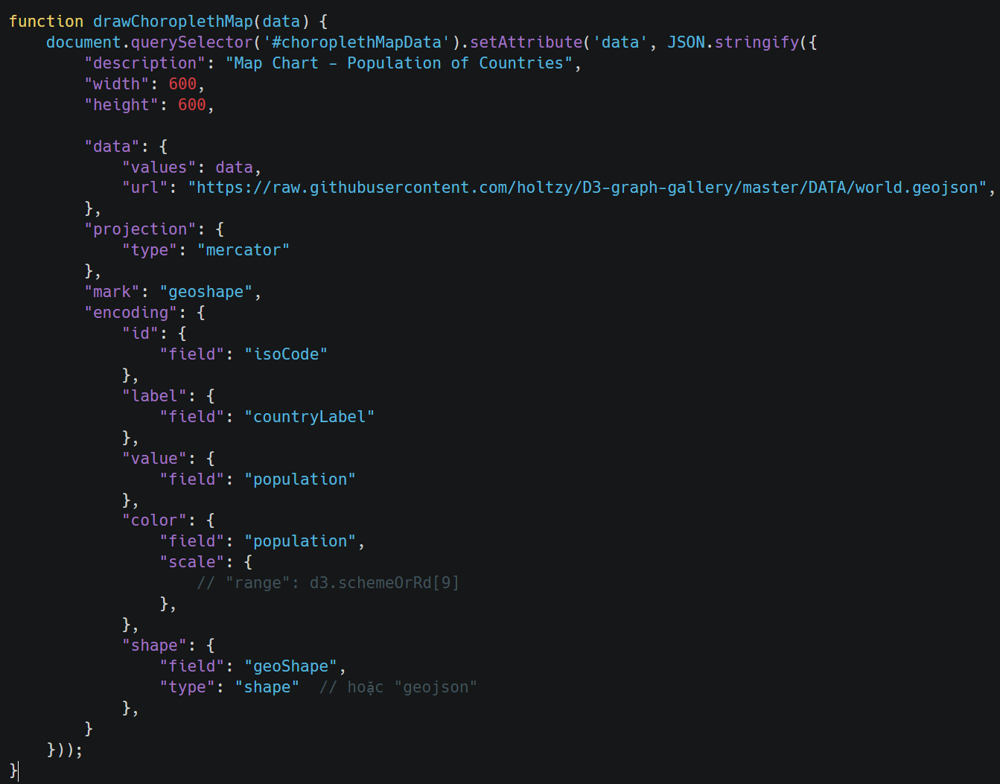 function drawChoroplethMap(data) {
    document.querySelector('#choroplethMapData').setAttribute('data', JSON.stringify({
        "description": "Map Chart - Population of Countries",
        "width": 600,
        "height": 600,

        "data": {
            "values": data,
            "url": "https://raw.githubusercontent.com/holtzy/D3-graph-gallery/master/DATA/world.geojson",
        },
        "projection": {
            "type": "mercator"
        },
        "mark": "geoshape",
        "encoding": {
            "id": {
                "field": "isoCode"
            },
            "label": {
                "field": "countryLabel"
            },
            "value": {
                "field": "population"
            },
            "color": {
                "field": "population",
                "scale": {
                    // "range": d3.schemeOrRd[9]
                },
            },
            "shape": {
                "field": "geoShape",
                "type": "shape"  // hoặc "geojson"
            },
        }
    }));
}